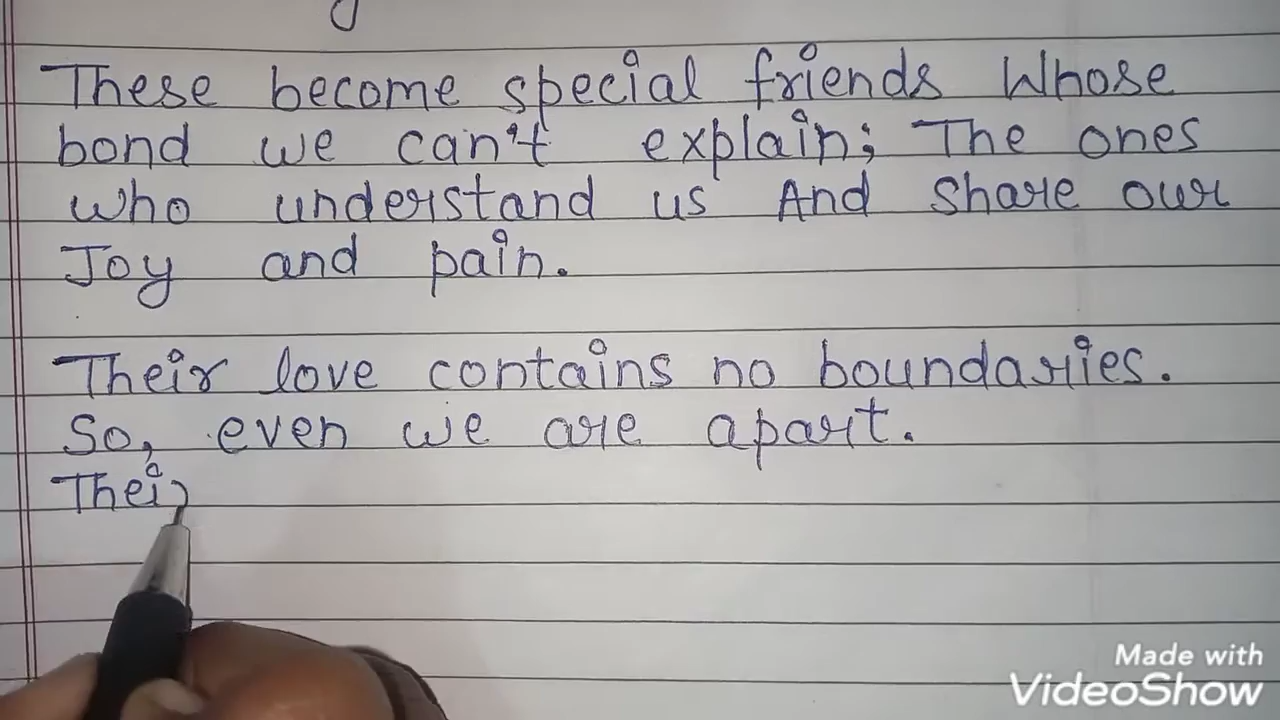 These become special friends Whose
bond we can't explain; The ones
who understand us And share our
Joy and pain.
Their love contains no boundaries.
So, even we are apart.
Thei
Made with
VideoShow